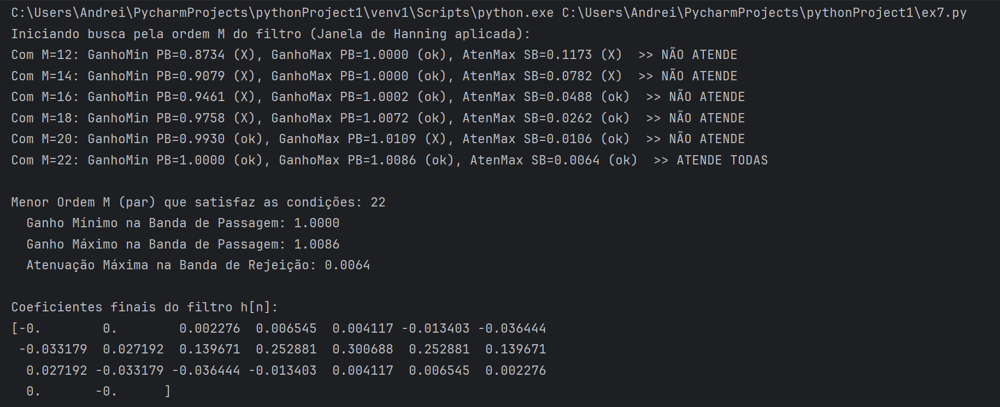 C:\Users\Andrei\PycharmProjects\pythonProject1\venv1\Scripts\python.exe C:\Users\Andrei\PycharmProjects\pythonProject1\ex7.py
Iniciando busca pela ordem M do filtro (Janela de Hanning aplicada):
Com M=12: GanhoMin PB=0.8734 (X), GanhoMax PB=1.0000 (ok), AtenMax SB=0.1173 (X)  >> NÃO ATENDE
Com M=14: GanhoMin PB=0.9079 (X), GanhoMax PB=1.0000 (ok), AtenMax SB=0.0782 (X)  >> NÃO ATENDE
Com M=16: GanhoMin PB=0.9461 (X), GanhoMax PB=1.0002 (ok), AtenMax SB=0.0488 (ok)  >> NÃO ATENDE
Com M=18: GanhoMin PB=0.9758 (X), GanhoMax PB=1.0072 (ok), AtenMax SB=0.0262 (ok)  >> NÃO ATENDE
Com M=20: GanhoMin PB=0.9930 (ok), GanhoMax PB=1.0109 (X), AtenMax SB=0.0106 (ok)  >> NÃO ATENDE
Com M=22: GanhoMin PB=1.0000 (ok), GanhoMax PB=1.0086 (ok), AtenMax SB=0.0064 (ok)  >> ATENDE TODAS
Menor Ordem M (par) que satisfaz as condições: 22
  Ganho Mínimo na Banda de Passagem: 1.0000
  Ganho Máximo na Banda de Passagem: 1.0086
  Atenuação Máxima na Banda de Rejeição: 0.0064
Coeficientes finais do filtro h[n]:
[-0.        0.        0.002276  0.006545  0.004117 -0.013403 -0.036444
 -0.033179  0.027192  0.139671  0.252881  0.300688  0.252881  0.139671
  0.027192 -0.033179 -0.036444 -0.013403  0.004117  0.006545  0.002276
  0.       -0.      ]